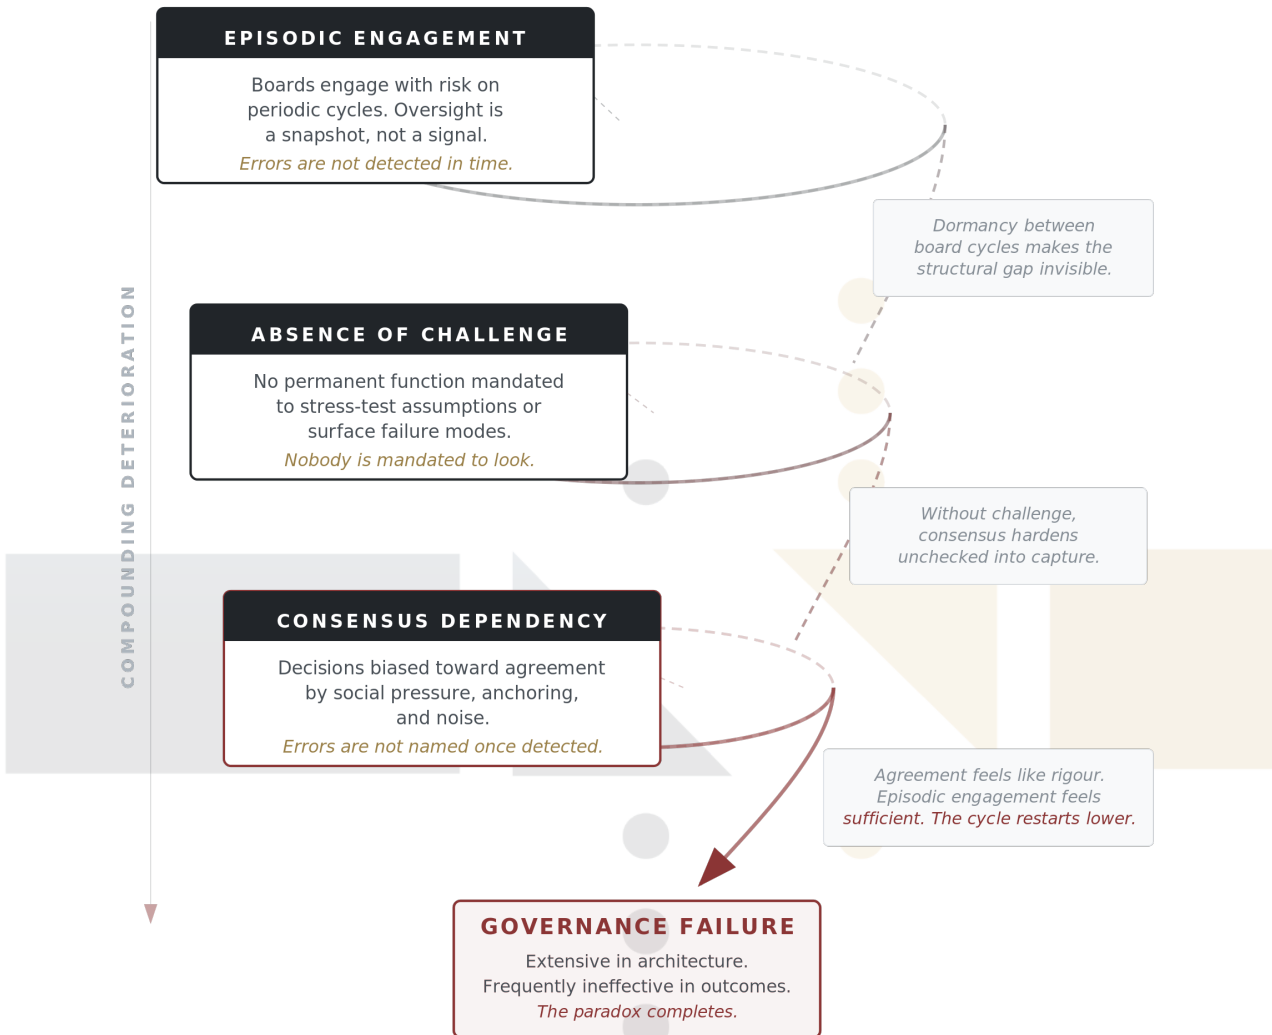 EPISODIC ENGAGEMENT
Boards engage with risk on
periodic cycles. Oversight is
a snapshot, not a signal.
Errors are not detected in time.
Dormancy between
board cycles makes the
structural gap invisible.
COMPOUNDING DETERIORATION
ABSENCE OF CHALLENGE
No permanent function mandated
to stress-test assumptions or
surface failure modes.
Nobody is mandated to look.
Without challenge,
consensus hardens
unchecked into capture.
CONSENSUS DEPENDENCY
Decisions biased toward agreement
by social pressure, anchoring,
and noise.
Errors are not named once detected.
Agreement feels like rigour.
Episodic engagement feels
sufficient. The cycle restarts lower.
GOVERNANCE FAILURE
Extensive in architecture.
Frequently ineffective in outcomes.
The paradox completes.